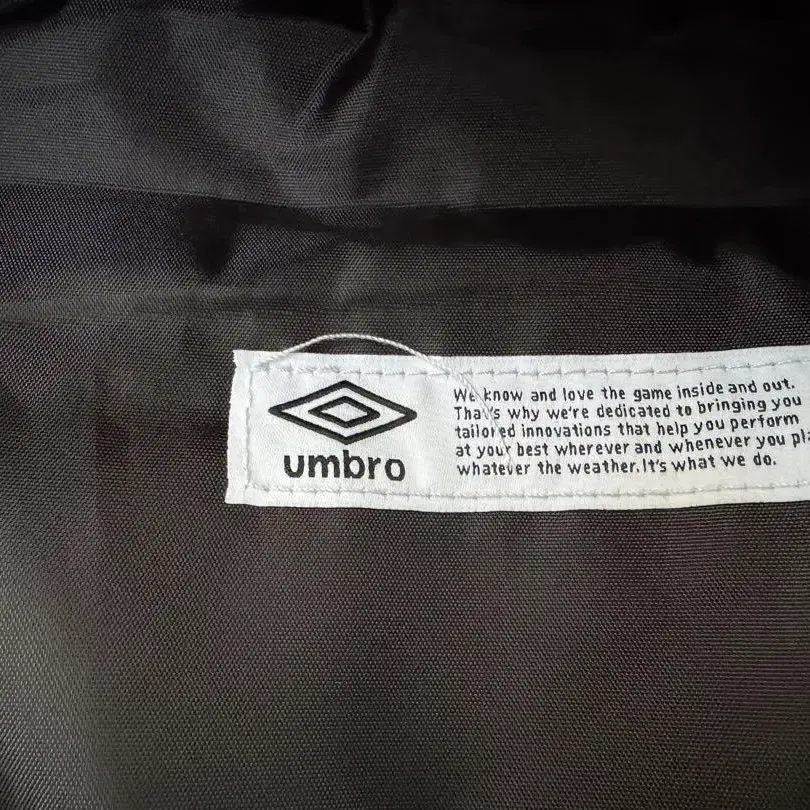 umbro
We know and love the game inside and out.
That's why we're dedicated to bringing you
tailored innovations that help you perform
at your best wherever and whenever you pla
whatever the weather.It's what we do.